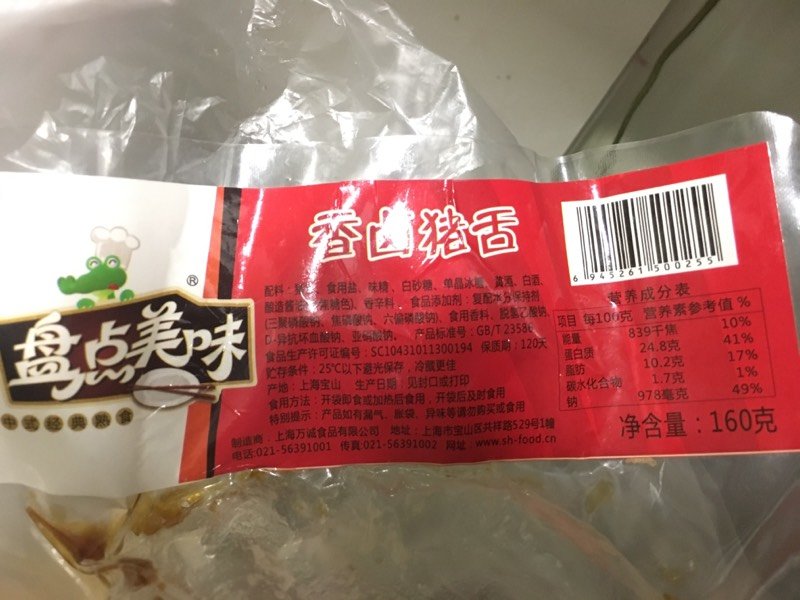 ®
盘点美味
中式经典熟食
香卤猪舌
配料: 食用盐、味精、白砂糖、单晶冰糖、黄酒、白酒、
酿造酱油 焦糖色)、香辛料、食品添加剂:复配水分保持剂
(三聚磷酸钠、焦磷酸钠、六偏磷酸钠)、食用香料、脱氢乙酸钠、
D-异抗坏血酸钠、亚硝酸钠、 产品标准号:GB/T 23586
食品生产许可证编号:SC10431011300194 保质期:120天
贮存条件:25℃以下避光保存,冷藏更佳
产地:上海宝山 生产日期:见封口或打印
食用方法:开袋即食或加热后食用,开袋后及时食用
特别提示:产品如有漏气、胀袋、异味等请勿购买或食用
制造商:上海万诚食品有限公司 地址:上海市宝山区共祥路529号1幢
电话:021-56391001 传真:021-56391002 网址:www.sh-food.cn
6 945261 500255
营养成分表
项目 每100克 营养素参考值 %
能量 839千焦 10%
蛋白质 24.8克 41%
脂肪 10.2克 17%
碳水化合物 1.7克 1%
钠 978毫克 49%
净含量:160克